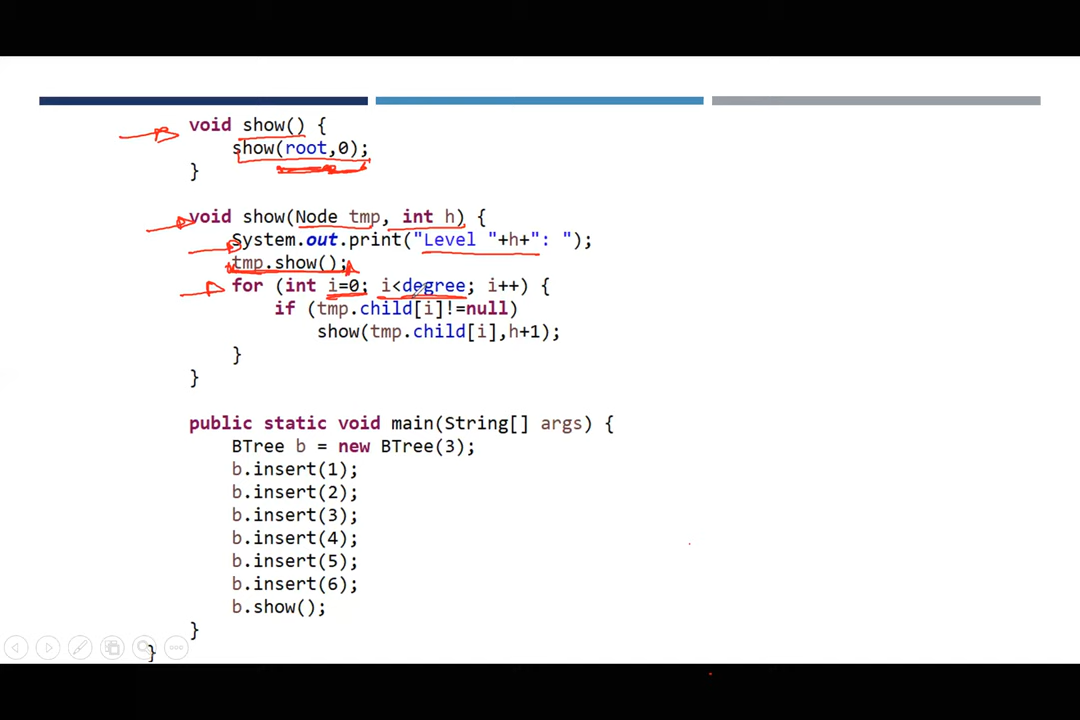 void show() {
show(root,0);
}
void show(Node tmp, int h) {
System.out.print("Level "+h+": ");
tmp.show();
for (int i=0; i<degree; i++) {
if (tmp.child[i]!=null)
show(tmp.child[i],h+1);
}
}
public static void main(String[] args) {
BTree b = new BTree(3);
b.insert(1);
b.insert(2);
b.insert(3);
b.insert(4);
b.insert(5);
b.insert(6);
b.show();
}
}